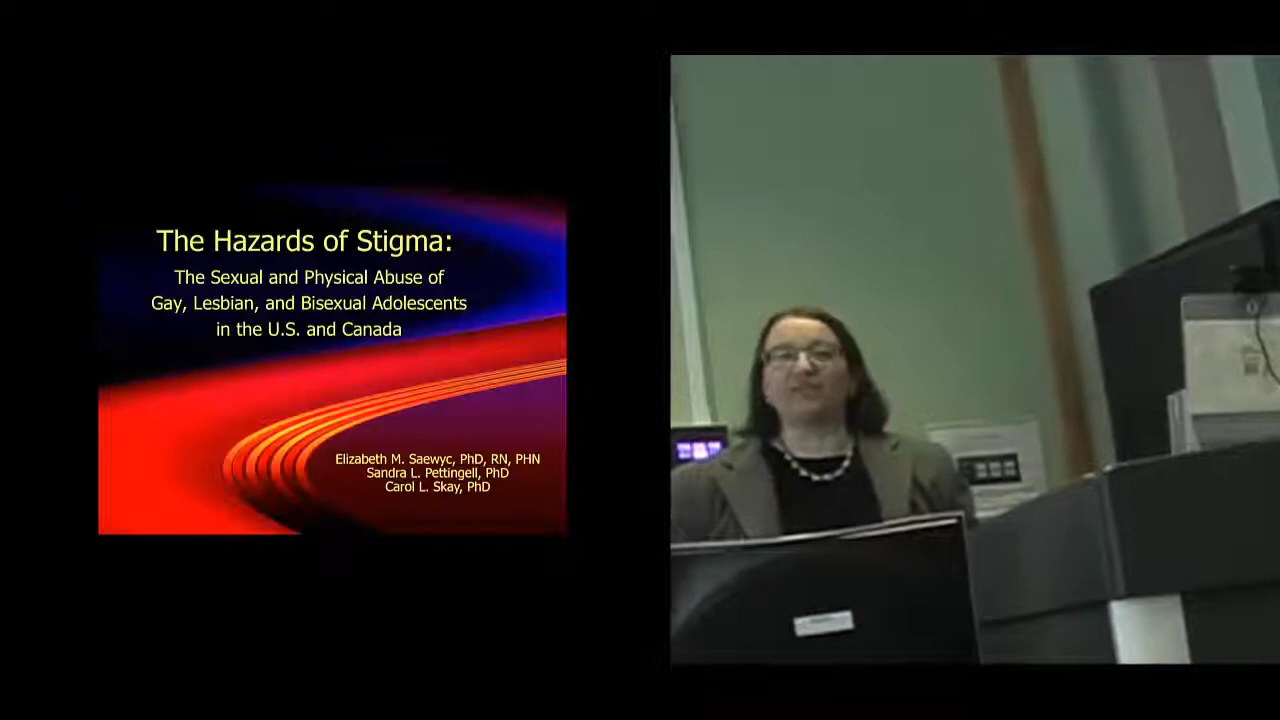 The Hazards of Stigma:
The Sexual and Physical Abuse of
Gay, Lesbian, and Bisexual Adolescents
in the U.S. and Canada
Elizabeth M. Saewyc, PhD, RN, PHN
Sandra L. Pettingell, PhD
Carol L. Skay, PhD